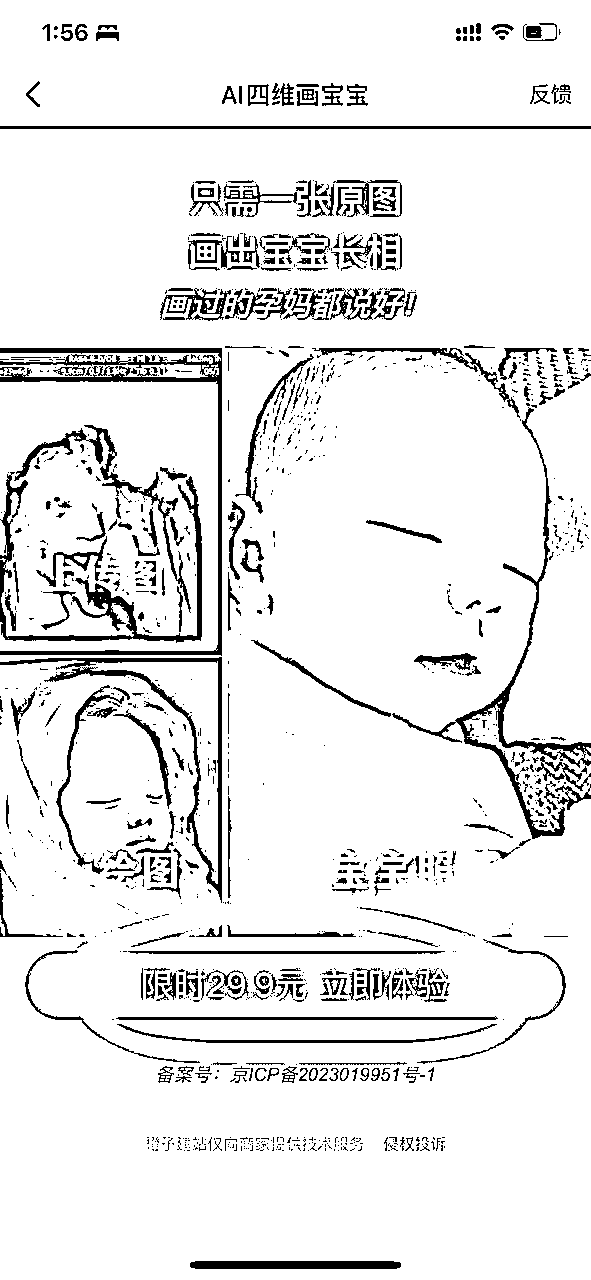 1:56
AI四维画宝宝
反馈
只需一张原图
画出宝宝长相
画过的孕妈都说好!
上传图
绘图
宝宝照
限时29.9元 立即体验
备案号：京ICP备2023019951号-1
橙子建站仅向商家提供技术服务 侵权投诉